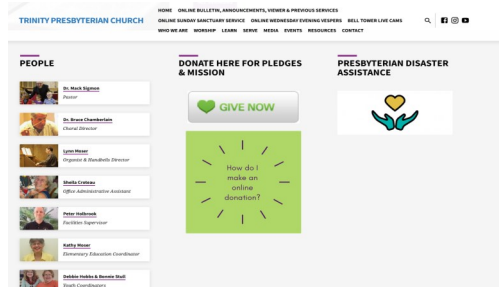 TRINITY PRESBYTERIAN CHURCH
HOME ONLINE BULLETIN, ANNOUNCEMENTS, VIEWER & PREVIOUS SERVICES
ONLINE SUNDAY SANCTUARY SERVICE ONLINE WEDNESDAY EVENING VESPERS BELL TOWER LIVE CAMS
WHO WE ARE WORSHIP LEARN SERVE MEDIA EVENTS RESOURCES CONTACT
PEOPLE
Dr. Mack Sigmon
Pastor
Dr. Bruce Chamberlain
Choral Director
Lynn Moser
Organist & Handbells Director
Sheila Croteau
Office Administrative Assistant
Peter Holbrook
Facilities Supervisor
Kathy Moser
Elementary Education Coordinator
Debbie Hobbs & Bonnie Stull
Youth Coordinators
DONATE HERE FOR PLEDGES
& MISSION
GIVE NOW
How do I
make an
online
donation?
PRESBYTERIAN DISASTER
ASSISTANCE